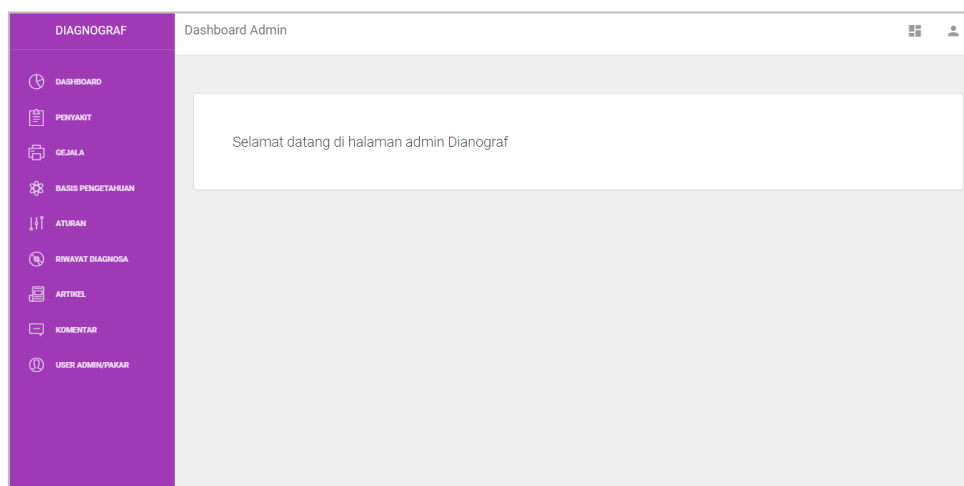 DIAGNOGRAF
Dashboard Admin
DASHBOARD
PENYAKIT
GEJALA
BASIS PENGETAHUAN
ATURAN
RIWAYAT DIAGNOSA
ARTIKEL
KOMENTAR
USER ADMIN/PAKAR
Selamat datang di halaman admin Dianograf